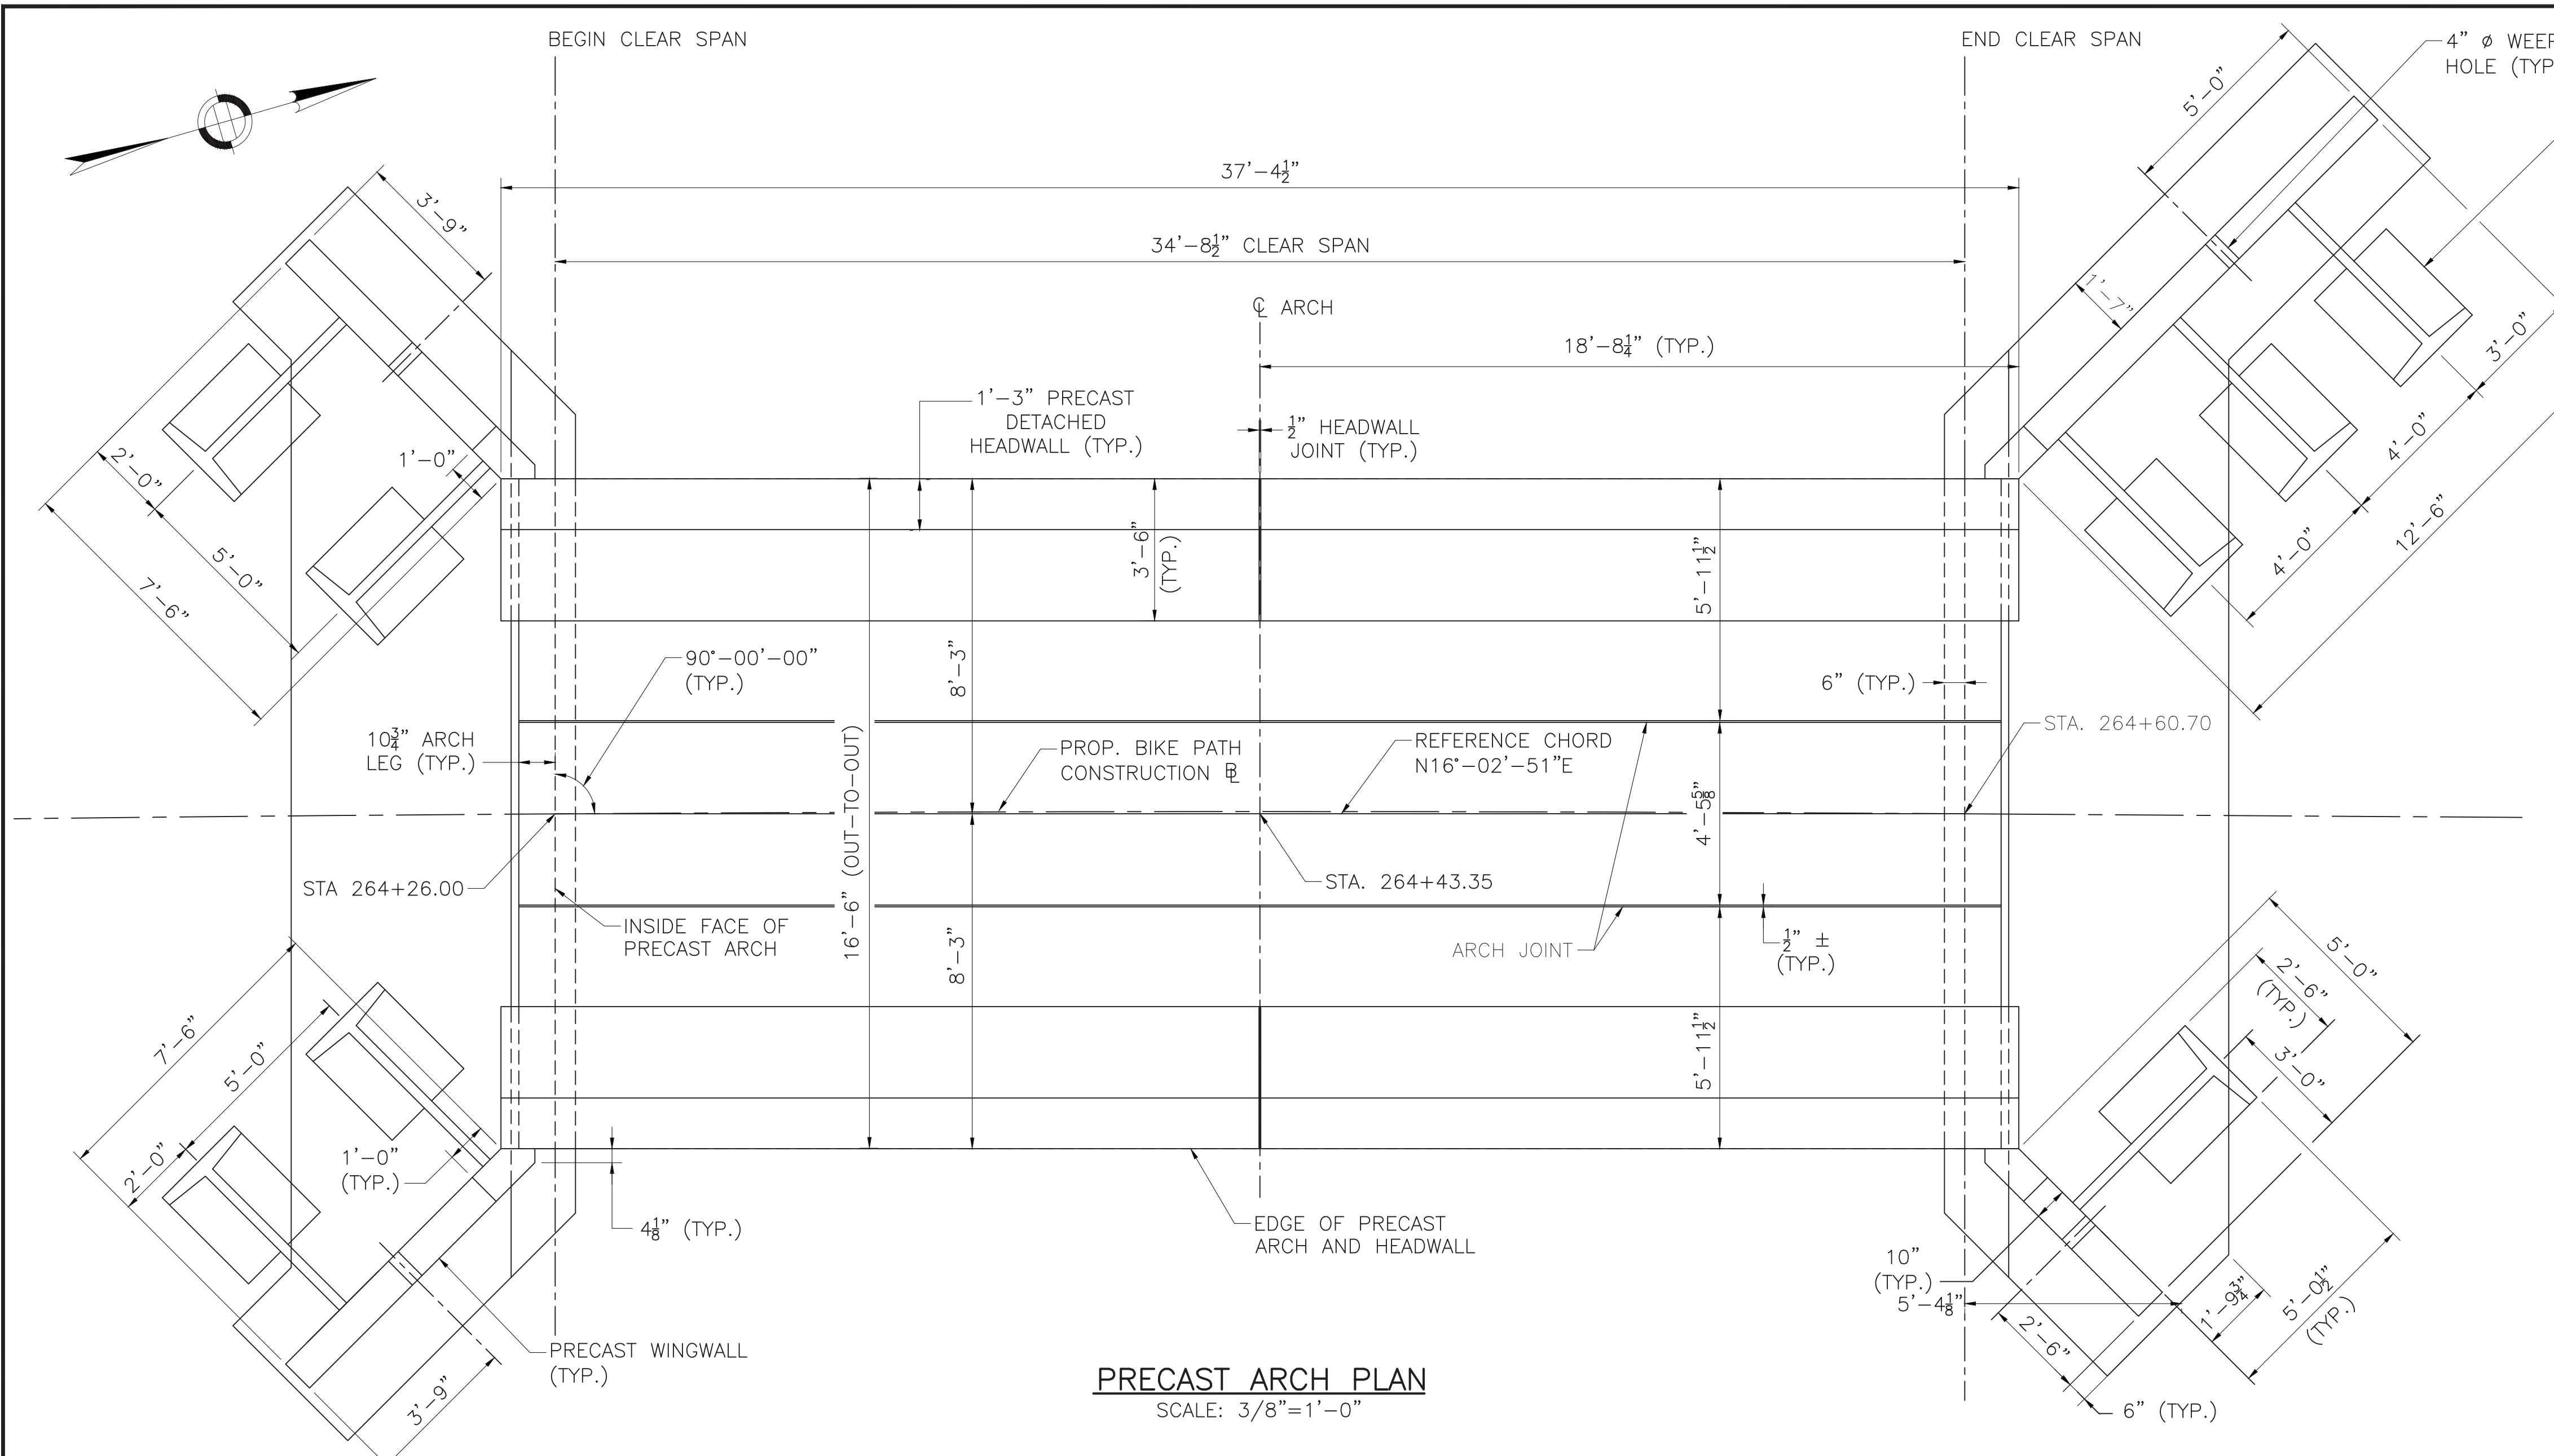 BEGIN CLEAR SPAN
END CLEAR SPAN
4" ø WEEP
HOLE (TYP
5'-0"
37'-4½"
3'-9"
34'-8½" CLEAR SPAN
℄ ARCH
1'-7"
18'-8¼" (TYP.)
3'-0"
1'-3" PRECAST
DETACHED
HEADWALL (TYP.)
½" HEADWALL
JOINT (TYP.)
4'-0"
2'-0"
1'-0"
12'-6"
3'-6"
(TYP.)
5'-11½"
4'-0"
5'-0"
7'-6"
90°-00'-00"
(TYP.)
8'-3"
6" (TYP.)
STA. 264+60.70
10¾" ARCH
LEG (TYP.)
PROP. BIKE PATH
CONSTRUCTION ⅊
REFERENCE CHORD
N16°-02'-51"E
16'-6" (OUT-TO-OUT)
4'-5⅝"
STA 264+26.00
STA. 264+43.35
INSIDE FACE OF
PRECAST ARCH
8'-3"
ARCH JOINT
½" ±
(TYP.)
5'-0"
2'-6"
(TYP.)
3'-0"
7'-6"
5'-0"
5'-11½"
2'-0"
1'-0"
(TYP.)
4⅛" (TYP.)
EDGE OF PRECAST
ARCH AND HEADWALL
10"
(TYP.)
5'-4⅛"
1'-9¾"
5'-0½"
(TYP.)
2'-6"
PRECAST WINGWALL
(TYP.)
3'-9"
6" (TYP.)
PRECAST ARCH PLAN
SCALE: 3/8"=1'-0"